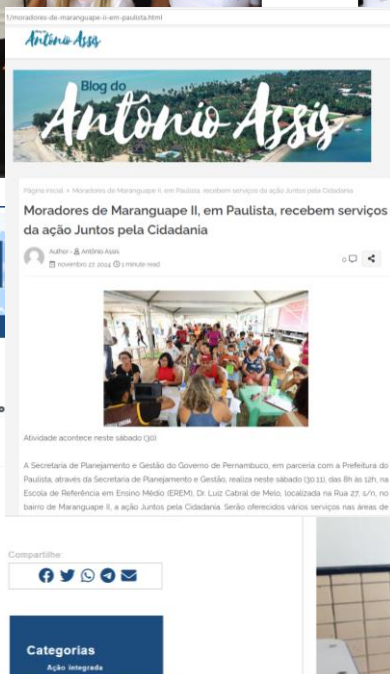 1/moradores-de-maranguape-ii-em-paulista.html
Antônio Assis
Blog do
Antônio Assis
Página inicial » Moradores de Maranguape II, em Paulista, recebem serviços da ação Juntos pela Cidadania
Moradores de Maranguape II, em Paulista, recebem serviços
da ação Juntos pela Cidadania
Author - Antônio Assis
novembro 27, 2024 1 minute read
0
Atividade acontece neste sábado (30)
A Secretaria de Planejamento e Gestão do Governo de Pernambuco, em parceria com a Prefeitura do
Paulista, através da Secretaria de Planejamento e Gestão, realiza neste sábado (30.11), das 8h às 12h, na
Escola de Referência em Ensino Médio (EREM), Dr. Luiz Cabral de Melo, localizada na Rua 27, s/n, no
bairro de Maranguape II, a ação Juntos pela Cidadania. Serão oferecidos vários serviços nas áreas de
Compartilhe:
Categorias
Ação integrada